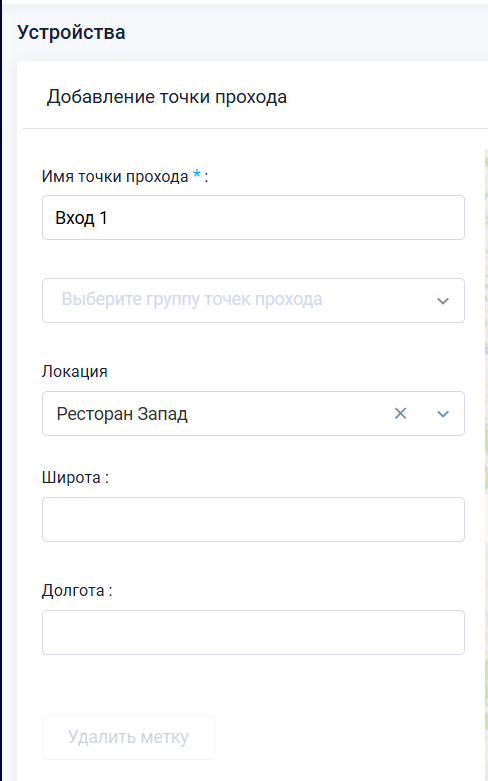 Устройства
Добавление точки прохода
Имя точки прохода * :
Вход 1
Выберите группу точек прохода
Локация
Ресторан Запад
Широта :
Долгота :
Удалить метку